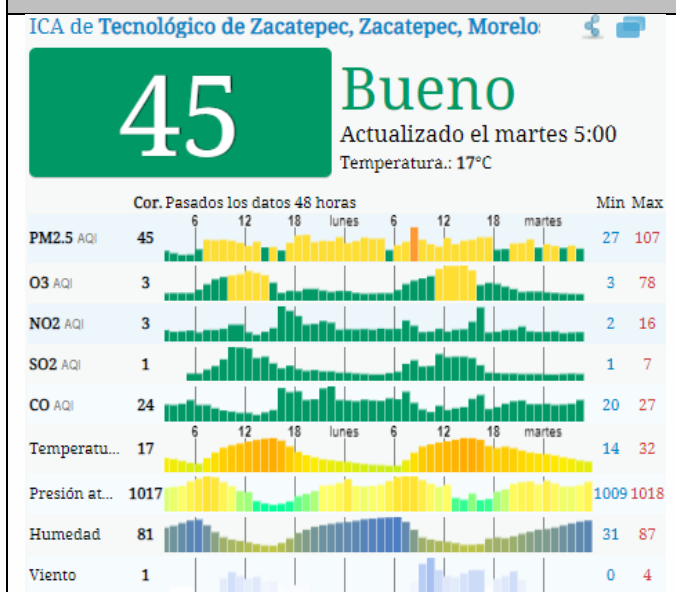 ICA de Tecnológico de Zacatepec, Zacatepec, Morelos
45
Bueno
Actualizado el martes 5:00
Temperatura.: 17°C
Cor. Pasados los datos 48 horas Min Max
6 12 18 lunes 6 12 18 martes
PM2.5 AQI 45 27 107
O3 AQI 3 3 78
NO2 AQI 3 2 16
SO2 AQI 1 1 7
CO AQI 24 20 27
6 12 18 lunes 6 12 18 martes
Temperatu... 17 14 32
Presión at... 1017 1009 1018
Humedad 81 31 87
Viento 1 0 4